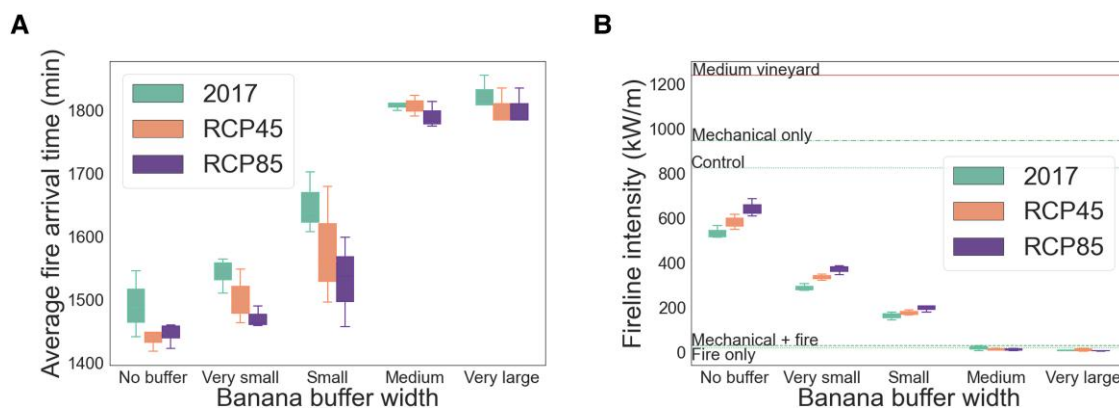 A
Average fire arrival time (min)
1800
1700
1600
1500
1400
2017
RCP45
RCP85
No buffer
Very small
Small
Medium
Very large
Banana buffer width
B
Fireline intensity (kW/m)
1200
1000
800
600
400
200
0
Medium vineyard
Mechanical only
Control
2017
RCP45
RCP85
Mechanical + fire
Fire only
No buffer
Very small
Small
Medium
Very large
Banana buffer width